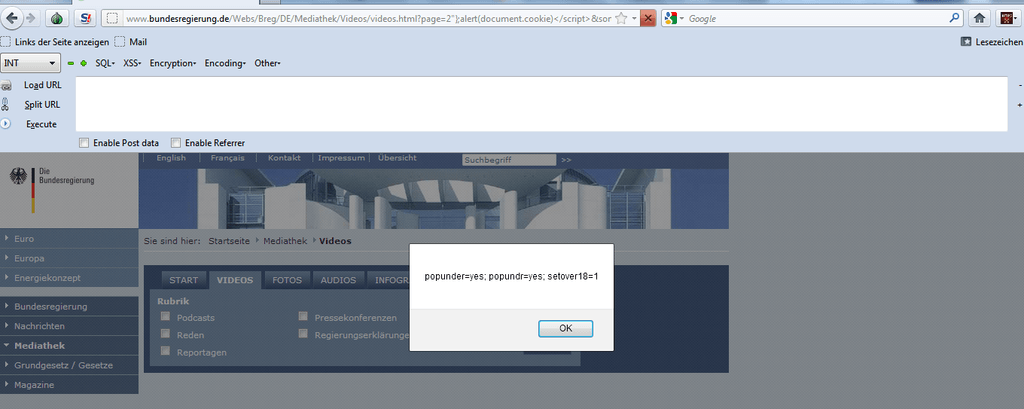 www.bundesregierung.de/Webs/Breg/DE/Mediathek/Videos/videos.html?page=2"};alert(document.cookie)</script>&sor
Google
Links der Seite anzeigen Mail Lesezeichen
INT SQL XSS Encryption Encoding Other
Load URL
Split URL
Execute
Enable Post data Enable Referrer
English Français Kontakt Impressum Übersicht Suchbegriff >>
Die
Bundesregierung
Sie sind hier: Startseite Mediathek Videos
Euro
Europa
Energiekonzept
Bundesregierung
Nachrichten
Mediathek
Grundgesetz / Gesetze
Magazine
START VIDEOS FOTOS AUDIOS INFOGR
Rubrik
Podcasts Pressekonferenzen
Reden Regierungserklärunge
Reportagen
popunder=yes; popundr=yes; setover18=1
OK